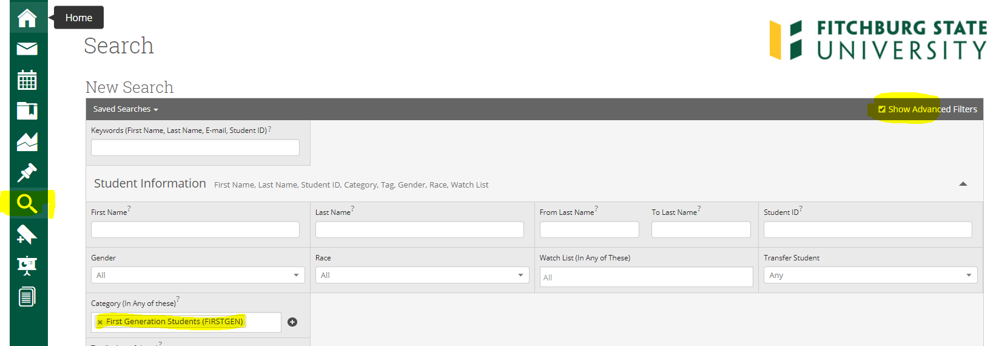 Home
FITCHBURG STATE
UNIVERSITY
Search
New Search
Saved Searches
Show Advanced Filters
Keywords (First Name, Last Name, E-mail, Student ID)?
Student Information First Name, Last Name, Student ID, Category, Tag, Gender, Race, Watch List
First Name? Last Name? From Last Name? To Last Name? Student ID?
Gender Race Watch List (In Any of These) Transfer Student
All All All Any
Category (In Any of these)?
First Generation Students (FIRSTGEN)